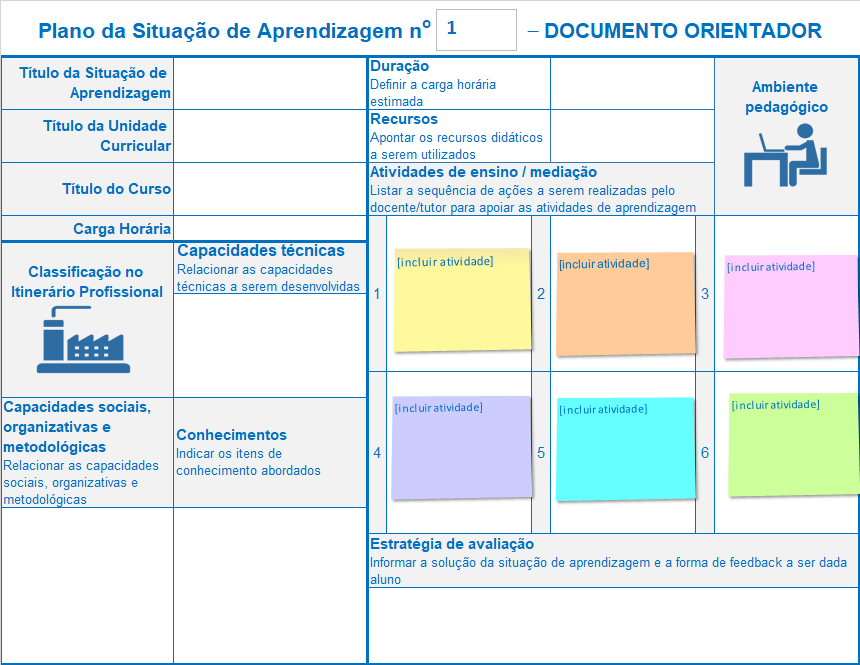 Plano da Situação de Aprendizagem nº 1 – DOCUMENTO ORIENTADOR
Título da Situação de
Aprendizagem
Título da Unidade
Curricular
Título do Curso
Carga Horária
Classificação no
Itinerário Profissional
Capacidades técnicas
Relacionar as capacidades
técnicas a serem desenvolvidas
Capacidades sociais,
organizativas e
metodológicas
Relacionar as capacidades
sociais, organizativas e
metodológicas
Conhecimentos
Indicar os itens de
conhecimento abordados
Duração
Definir a carga horária
estimada
Recursos
Apontar os recursos didáticos
a serem utilizados
Ambiente
pedagógico
Atividades de ensino / mediação
Listar a sequência de ações a serem realizadas pelo
docente/tutor para apoiar as atividades de aprendizagem
1
[incluir atividade]
2
[incluir atividade]
3
[incluir atividade]
4
[incluir atividade]
5
[incluir atividade]
6
[incluir atividade]
Estratégia de avaliação
Informar a solução da situação de aprendizagem e a forma de feedback a ser dada
aluno